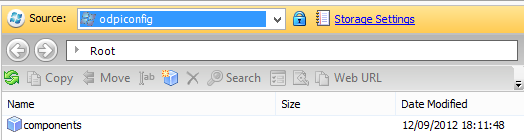 Source: odpiconfig Storage Settings
Root
Copy Move ab Search Web URL
Name Size Date Modified
components 12/09/2012 18:11:48